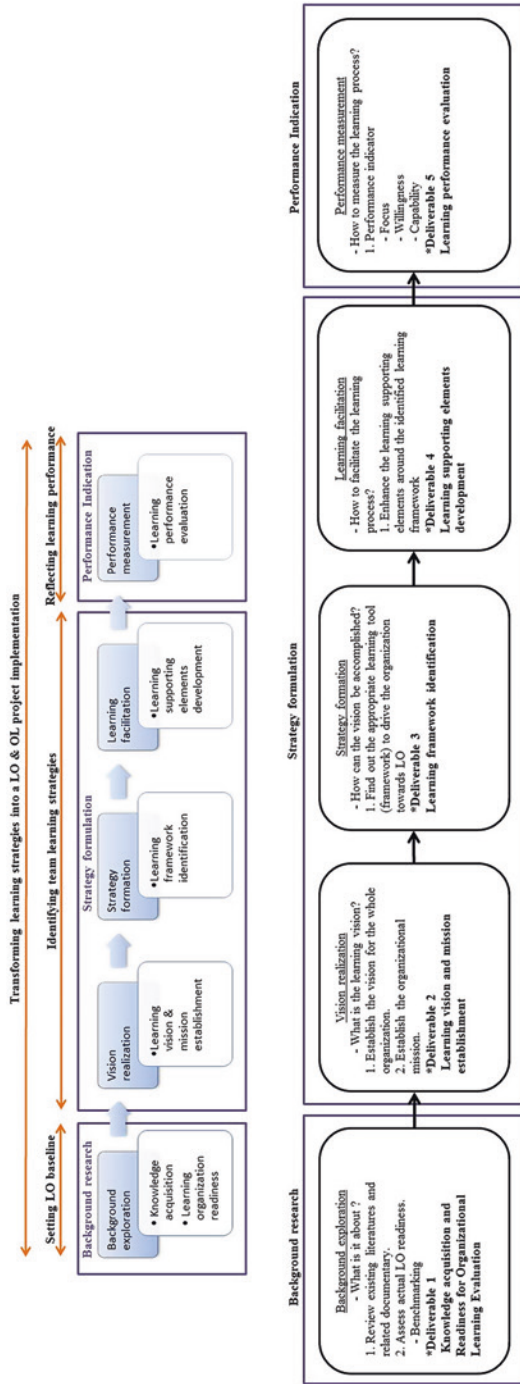 Transforming learning strategies into a LO & OL project implementation
Setting LO baseline
Identifying team learning strategies
Reflecting learning performance
Background research
Background exploration
• Knowledge acquisition
• Learning organization readiness
Strategy formulation
Vision realization
•Learning vision & mission establishment
Strategy formation
•Learning framework identification
Learning facilitation
•Learning supporting elements development
Performance Indication
Performance measurement
•Learning performance evaluation
Background research
Background exploration
- What is it about ?
1. Review existing literatures and
related documentary.
2. Assess actual LO readiness.
- Benchmarking
*Deliverable 1
Knowledge acquisition and
Readiness for Organizational
Learning Evaluation
Strategy formulation
Vision realization
- What is the learning vision?
1. Establish the vision for the whole
organization.
2. Establish the organizational
mission.
*Deliverable 2
Learning vision and mission
establishment
Strategy formation
- How can the vision be accomplished?
1. Find out the appropriate learning tool
(framework) to drive the organization
towards LO
*Deliverable 3
Learning framework identification
Learning facilitation
- How to facilitate the learning
process?
1. Enhance the learning supporting
elements around the identified learning
framework
*Deliverable 4
Learning supporting elements
development
Performance Indication
Performance measurement
- How to measure the learning process?
1. Performance indicator
- Focus
- Willingness
- Capability
*Deliverable 5
Learning performance evaluation